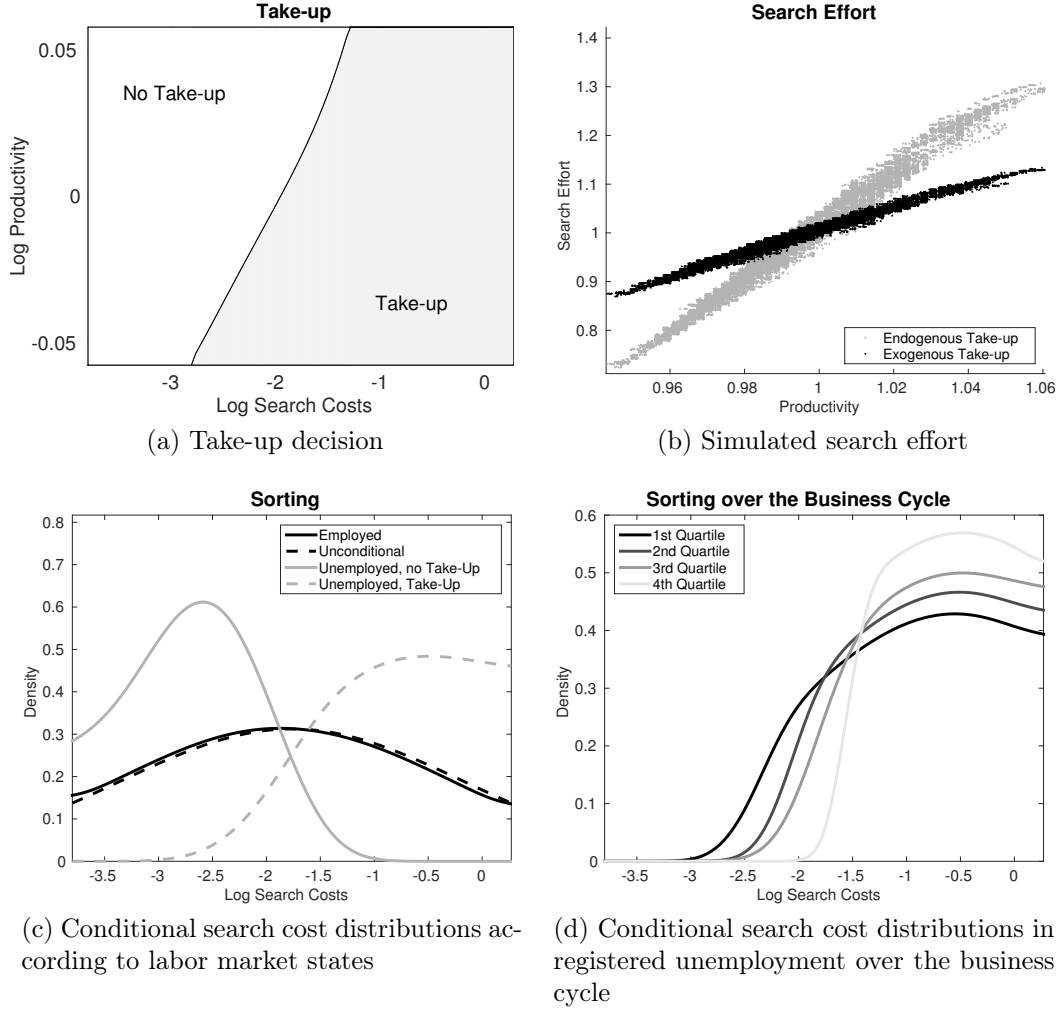 Take-up
0.05
0
-0.05
Log Productivity
No Take-up
Take-up
-3
-2
-1
0
Log Search Costs
(a) Take-up decision
Search Effort
1.4
1.3
1.2
1.1
1
0.9
0.8
Search Effort
Endogenous Take-up
Exogenous Take-up
0.96
0.98
1
1.02
1.04
1.06
Productivity
(b) Simulated search effort
Sorting
0.8
0.7
0.6
0.5
0.4
0.3
0.2
0.1
0
Density
Employed
Unconditional
Unemployed, no Take-Up
Unemployed, Take-Up
-3.5
-3
-2.5
-2
-1.5
-1
-0.5
0
Log Search Costs
(c) Conditional search cost distributions ac-
cording to labor market states
Sorting over the Business Cycle
0.6
0.5
0.4
0.3
0.2
0.1
0
Density
1st Quartile
2nd Quartile
3rd Quartile
4th Quartile
-3.5
-3
-2.5
-2
-1.5
-1
-0.5
0
Log Search Costs
(d) Conditional search cost distributions in
registered unemployment over the business
cycle